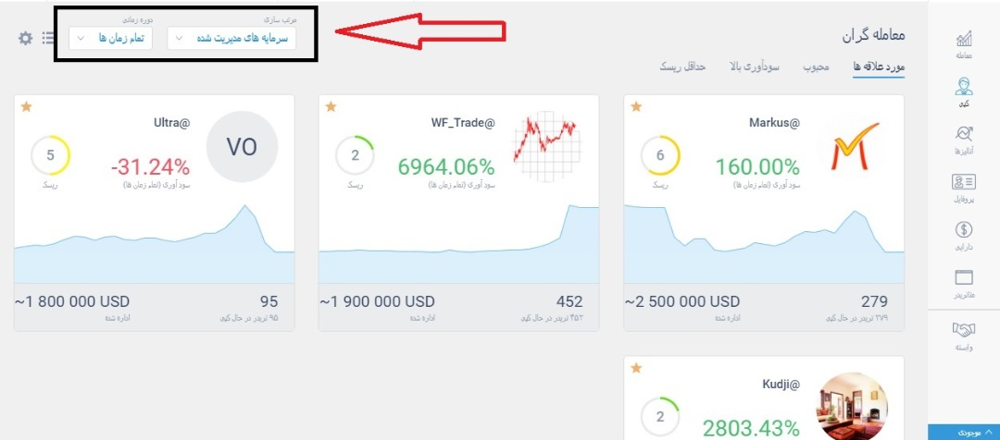 مرتب سازی
دوره زمانی
سرمایه های مدیریت شده
تمام زمان ها
معامله گران
مورد علاقه ها
محبوب
سودآوری بالا
حداقل ریسک
@Markus
160.00%
سود آوری (تمام زمان ها)
6
ریسک
~2 500 000 USD
اداره شده
279
۲۷۹ تریدر در حال کپی
@WF_Trade
6964.06%
سود آوری (تمام زمان ها)
2
ریسک
~1 900 000 USD
اداره شده
452
۴۵۲ تریدر در حال کپی
@Ultra
VO
-31.24%
سود آوری (تمام زمان ها)
5
ریسک
~1 800 000 USD
اداره شده
95
۹۵ تریدر در حال کپی
@Kudji
2803.43%
2
معامله
کپی
آنالیزها
پروفایل
دارایی
متاتریدر
وابسته
موجودی